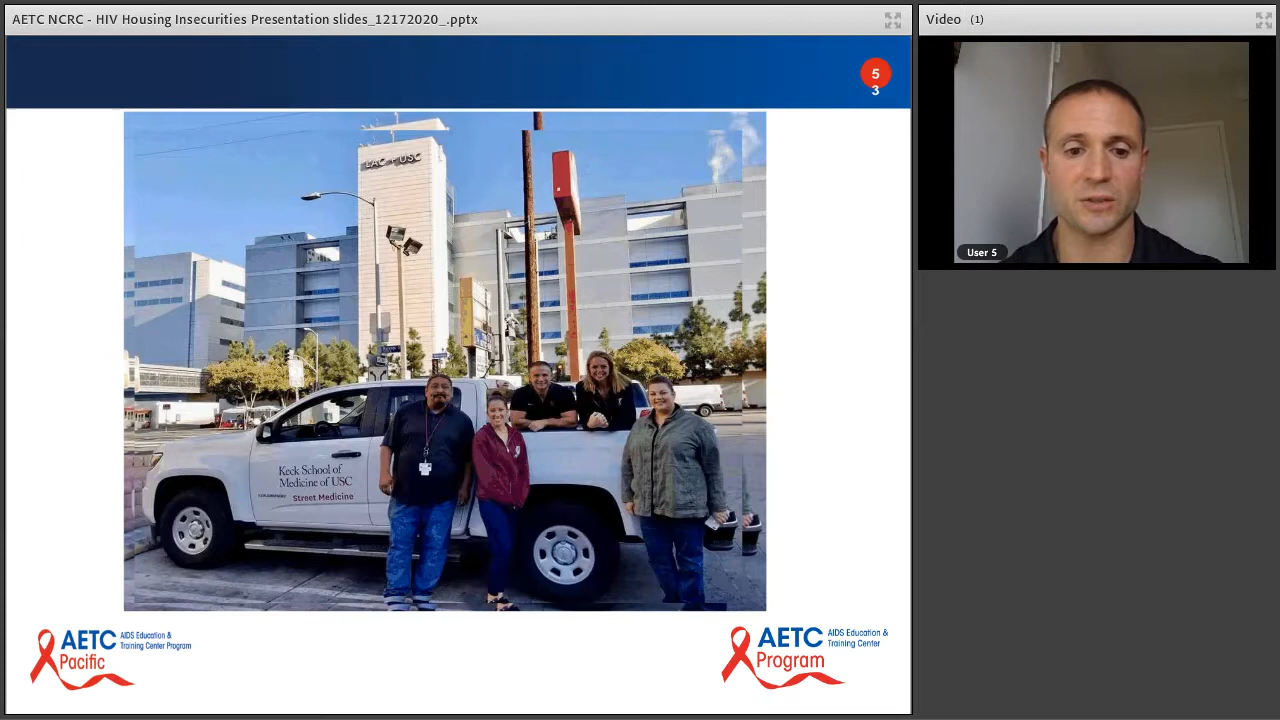 AETC NCRC - HIV Housing Insecurities Presentation slides_12172020_.pptx
Video (1)
5
3
User 5
LAC+USC
Keck School of
Medicine of USC
Street Medicine
AETC AIDS Education &
Training Center Program
Pacific
AETC AIDS Education &
Training Center
Program